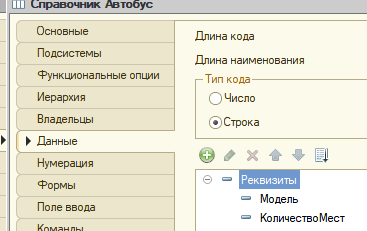 Справочник Автобус
Основные
Подсистемы
Функциональные опции
Иерархия
Владельцы
Данные
Нумерация
Формы
Поле ввода
Команды
Длина кода
Длина наименования
Тип кода
Число
Строка
Реквизиты
Модель
КоличествоМест